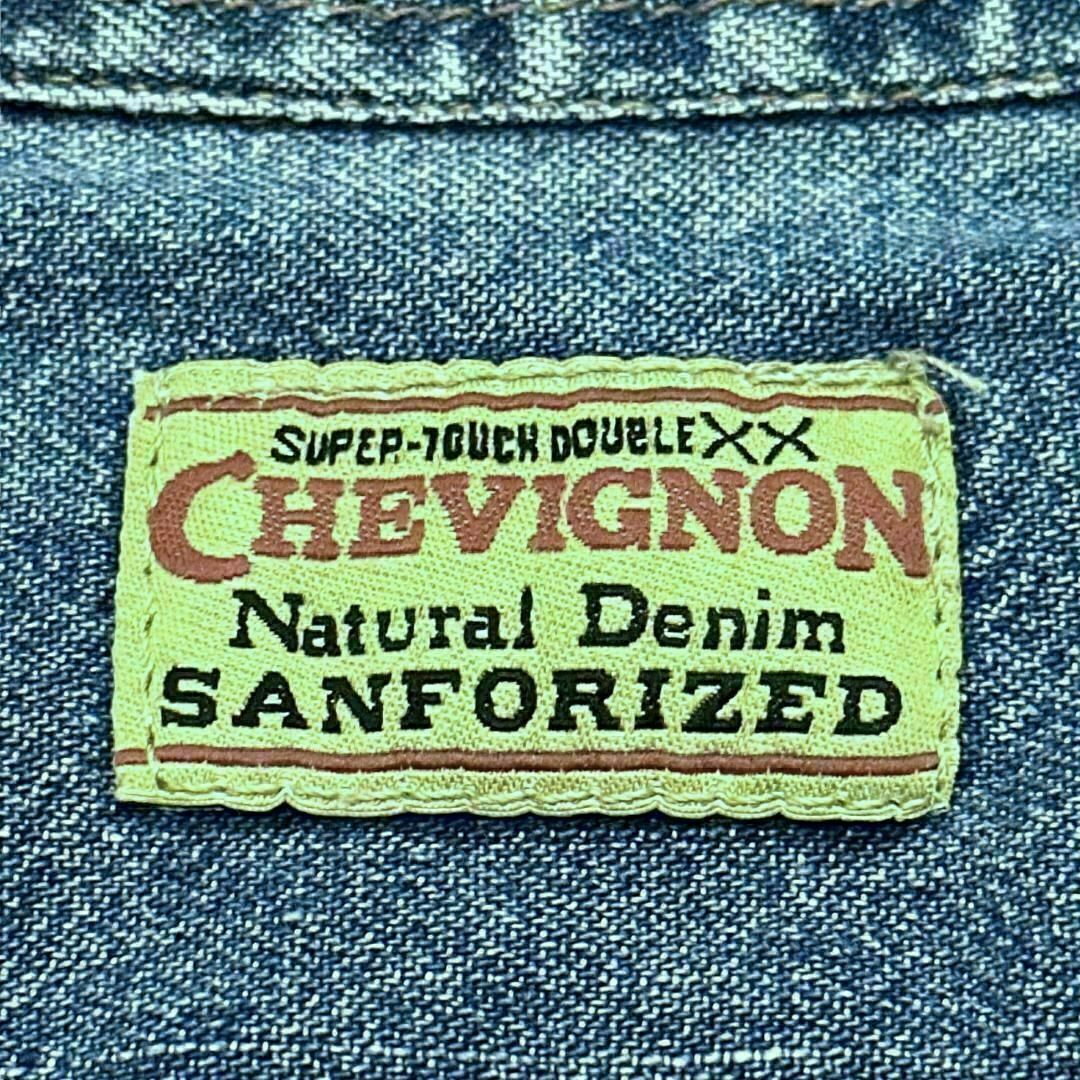 SUPER-TOUCH DOUBLE XX
CHEVIGNON
Natural Denim
SANFORIZED